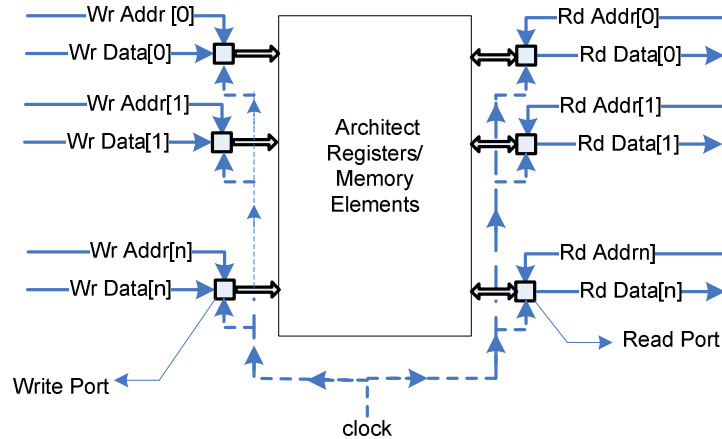 Wr Addr [0]
Wr Data[0]
Wr Addr[1]
Wr Data[1]
Wr Addr[n]
Wr Data[n]
Write Port
Architect
Registers/
Memory
Elements
clock
Rd Addr[0]
Rd Data[0]
Rd Addr[1]
Rd Data[1]
Rd Addrn]
Rd Data[n]
Read Port